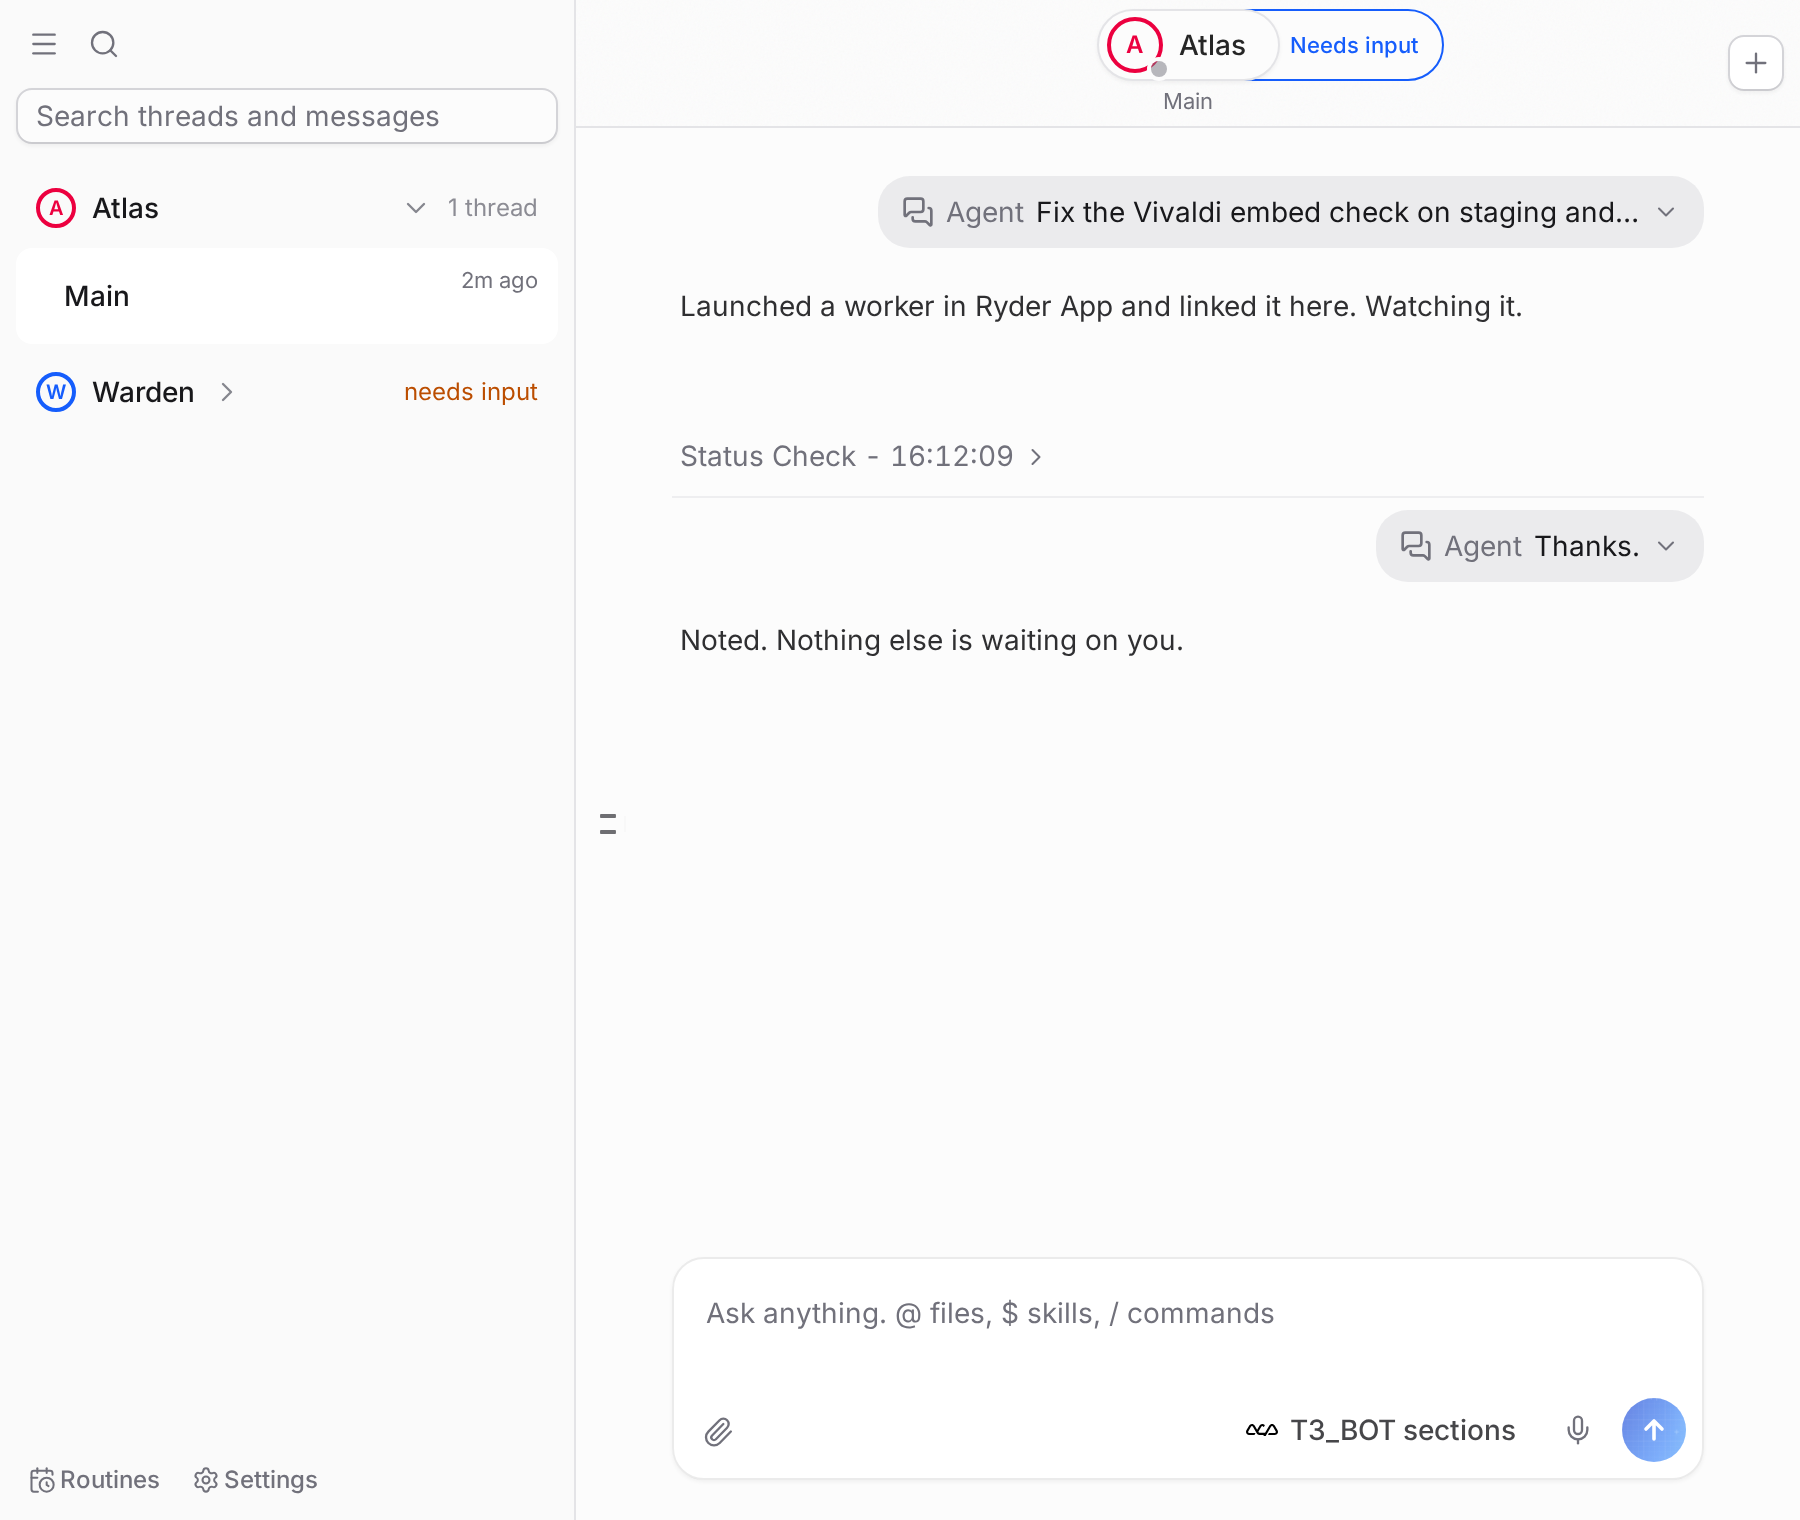 Search threads and messages
A Atlas 1 thread
Main 2m ago
W Warden needs input
Routines Settings
A Atlas Needs input
Main
Agent Fix the Vivaldi embed check on staging and...
Launched a worker in Ryder App and linked it here. Watching it.
Status Check - 16:12:09
Agent Thanks.
Noted. Nothing else is waiting on you.
Ask anything. @ files, $ skills, / commands
T3_BOT sections